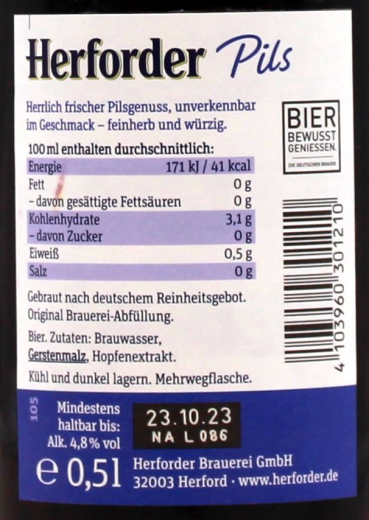 Herforder Pils
Herrlich frischer Pilsgenuss, unverkennbar
im Geschmack – feinherb und würzig.
BIER
BEWUSST
GENIESSEN.
DIE DEUTSCHEN BRAUER
100 ml enthalten durchschnittlich:
Energie 171 kJ / 41 kcal
Fett 0 g
– davon gesättigte Fettsäuren 0 g
Kohlenhydrate 3,1 g
– davon Zucker 0 g
Eiweiß 0,5 g
Salz 0 g
Gebraut nach deutschem Reinheitsgebot.
Original Brauerei-Abfüllung.
Bier. Zutaten: Brauwasser,
Gerstenmalz, Hopfenextrakt.
Kühl und dunkel lagern. Mehrwegflasche.
4 103960 301210
105
Mindestens
haltbar bis:
Alk. 4,8 % vol
23.10.23
NA L 086
e 0,5l
Herforder Brauerei GmbH
32003 Herford · www.herforder.de